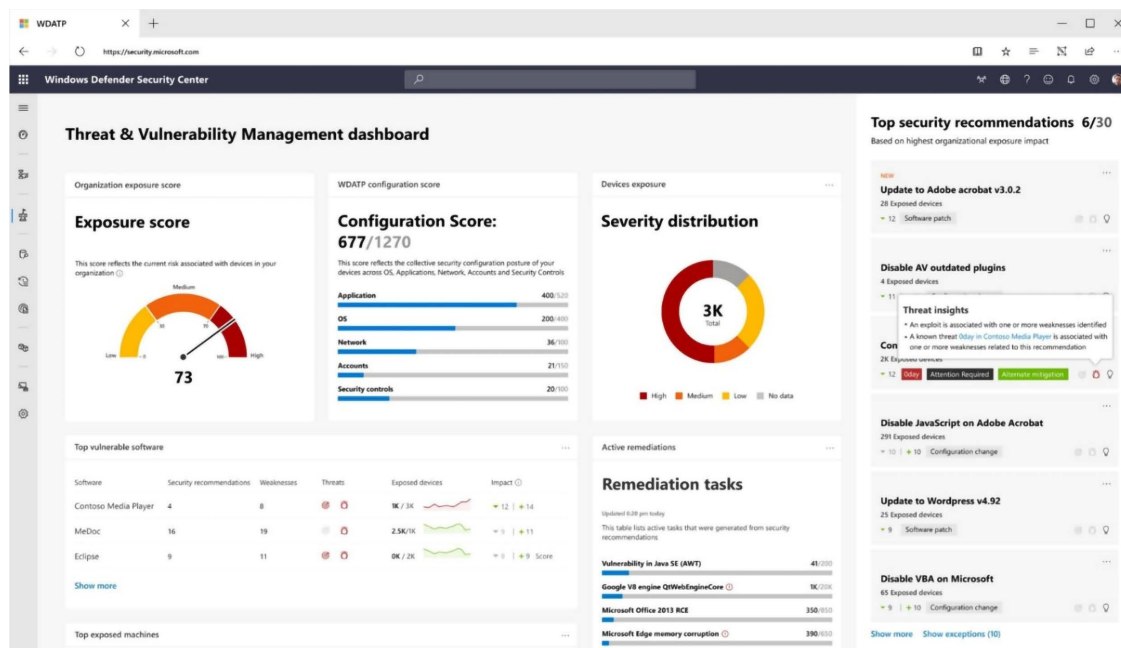 WDATP
https://security.microsoft.com
Windows Defender Security Center
Threat & Vulnerability Management dashboard
Organization exposure score
Exposure score
This score reflects the current risk associated with devices in your
organization
Medium
30 70
Low 0 100 High
73
WDATP configuration score
Configuration Score:
677/1270
This score reflects the collective security configuration posture of your
devices across OS, Applications, Network, Accounts and Security Controls
Application 400/520
OS 200/400
Network 36/100
Accounts 21/150
Security controls 20/100
Devices exposure
Severity distribution
3K
Total
High Medium Low No data
Top vulnerable software
Software Security recommendations Weaknesses Threats Exposed devices Impact
Contoso Media Player 4 8 1K / 3K 12 | +14
MeDoc 16 19 2.5K/1K | +11
Eclipse 9 11 0K / 2K | +9 Score
Show more
Top exposed machines
Active remediations
Remediation tasks
Updated 6:20 pm today
This table lists active tasks that were generated from security
recommendations
Vulnerability in Java SE (AWT) 41/200
Google V8 engine QtWebEngineCore 1K/20K
Microsoft Office 2013 RCE 350/850
Microsoft Edge memory corruption 390/650
Top security recommendations 6/30
Based on highest organizational exposure impact
NEW
Update to Adobe acrobat v3.0.2
28 Exposed devices
12 Software patch
Disable AV outdated plugins
4 Exposed devices
11
Threat insights
• An exploit is associated with one or more weaknesses identified
• A known threat 0day in Contoso Media Player is associated with
one or more weaknesses related to this recommendation
Con
2K Exposed devices
12 0day Attention Required Alternate mitigation
Disable JavaScript on Adobe Acrobat
291 Exposed devices
10 | +10 Configuration change
Update to Wordpress v4.92
25 Exposed devices
9 Software patch
Disable VBA on Microsoft
65 Exposed devices
9 | +10 Configuration change
Show more Show exceptions (10)